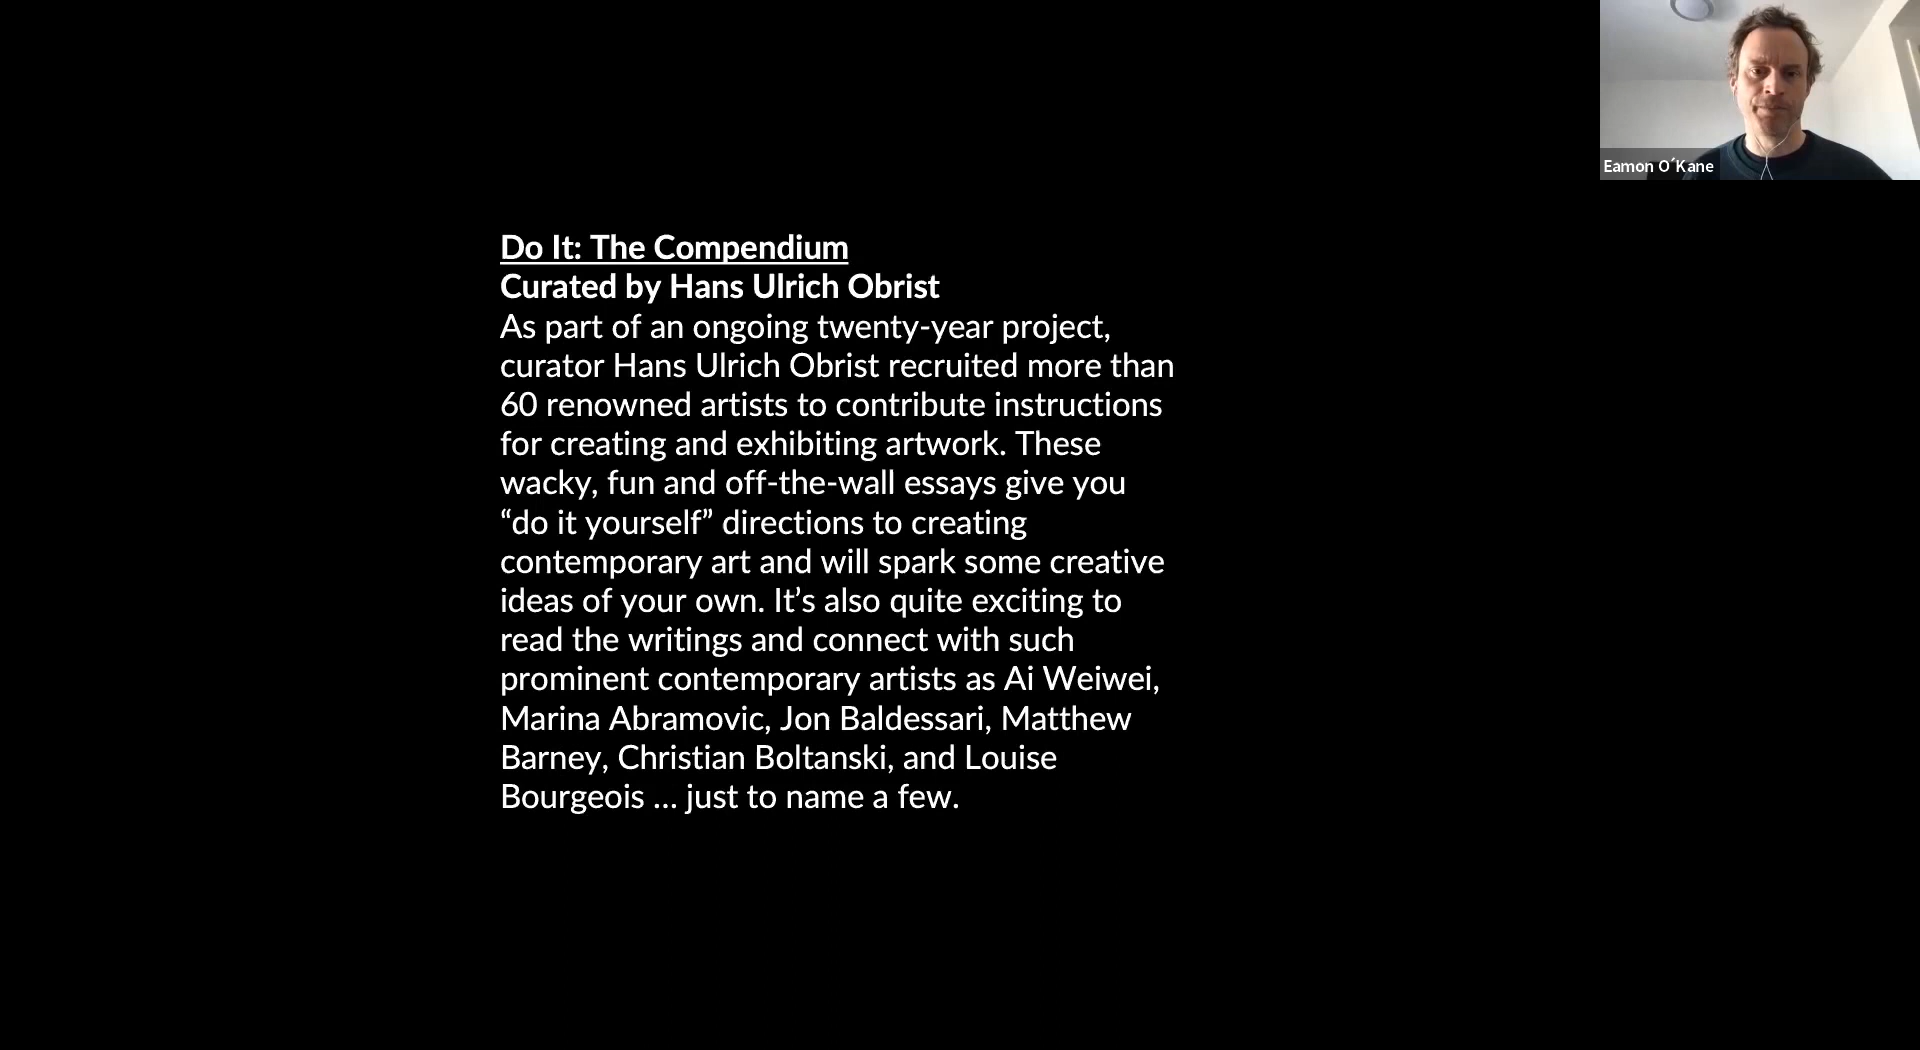 Eamon O´Kane
Do It: The Compendium
Curated by Hans Ulrich Obrist
As part of an ongoing twenty-year project,
curator Hans Ulrich Obrist recruited more than
60 renowned artists to contribute instructions
for creating and exhibiting artwork. These
wacky, fun and off-the-wall essays give you
“do it yourself” directions to creating
contemporary art and will spark some creative
ideas of your own. It’s also quite exciting to
read the writings and connect with such
prominent contemporary artists as Ai Weiwei,
Marina Abramovic, Jon Baldessari, Matthew
Barney, Christian Boltanski, and Louise
Bourgeois ... just to name a few.